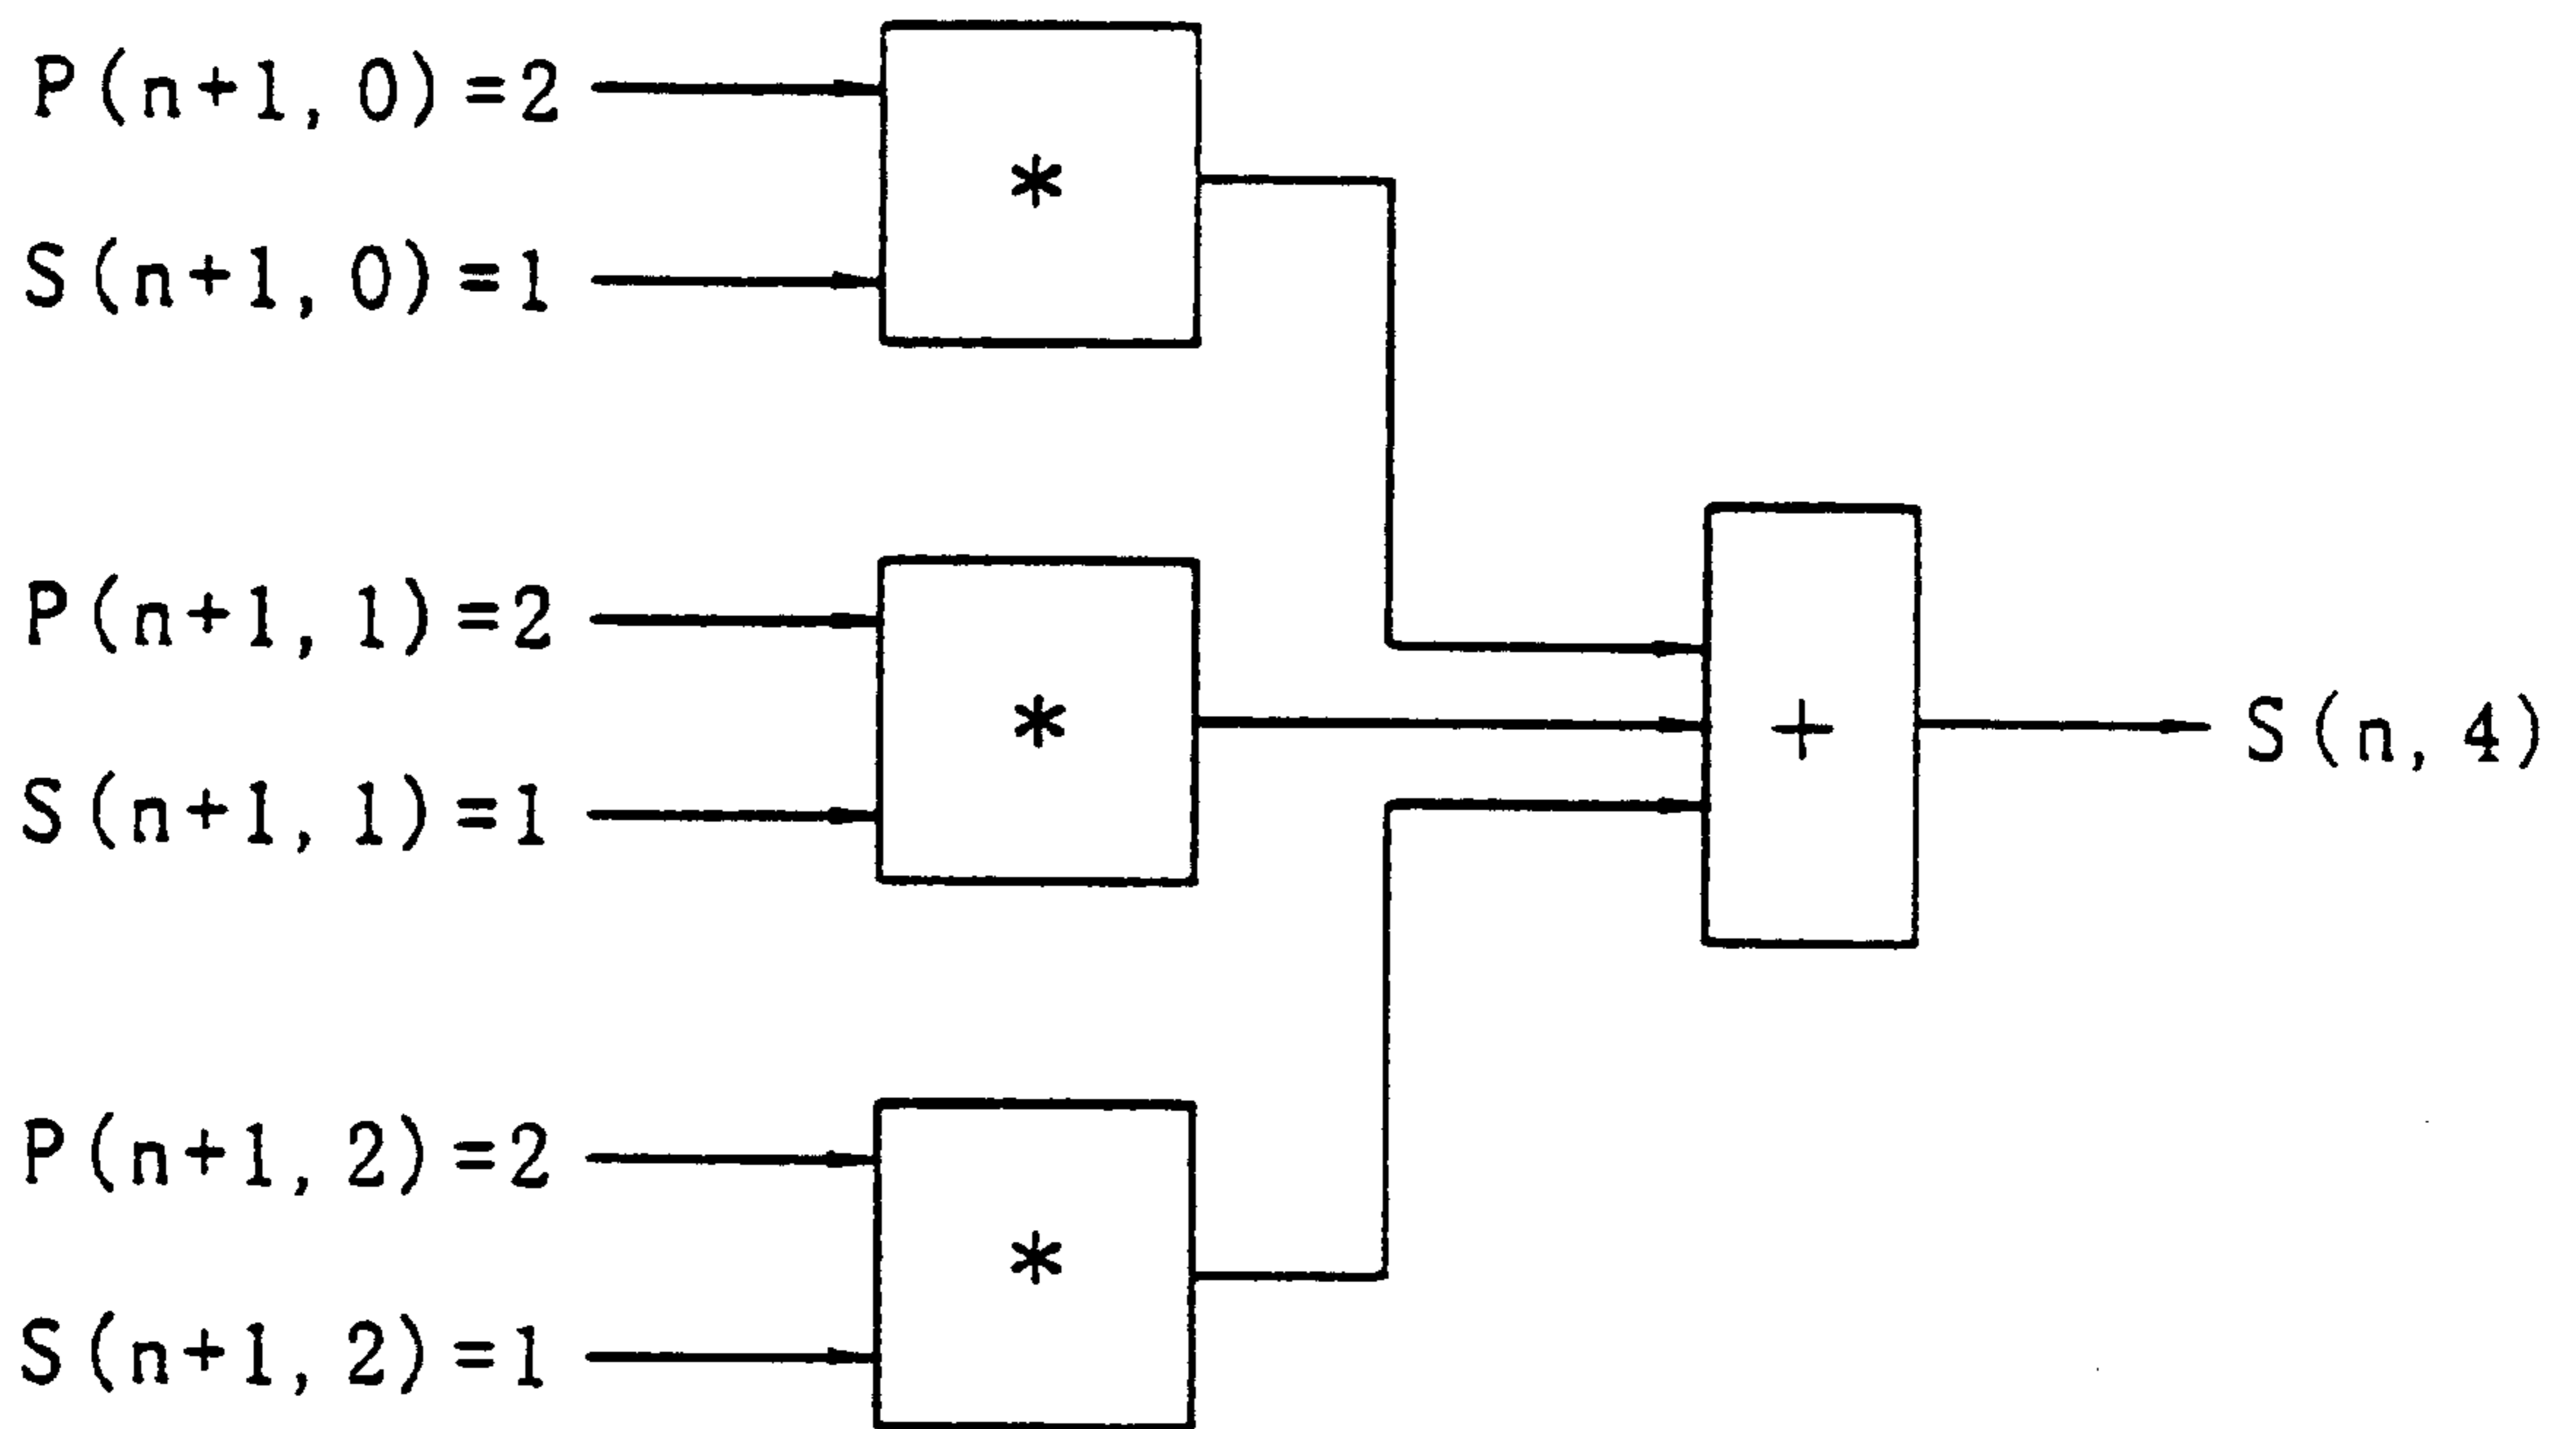 P(n+1, 0)=2
*
S(n+1, 0)=1
P(n+1, 1)=2
*
+
S(n, 4)
S(n+1, 1)=1
P(n+1, 2)=2
*
S(n+1, 2)=1